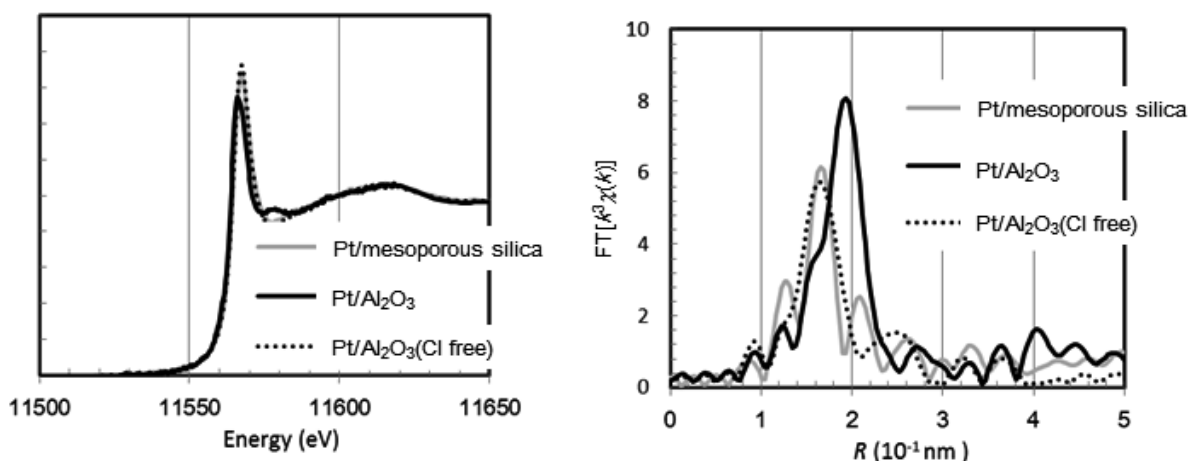 Pt/mesoporous silica
Pt/Al₂O₃
Pt/Al₂O₃(Cl free)
11500 11550 11600 11650
Energy (eV)
FT[k³χ(k)]
8
6
4
2
0
Pt/mesoporous silica
Pt/Al₂O₃
Pt/Al₂O₃(Cl free)
0 1 2 3 4 5
R (10⁻¹ nm)